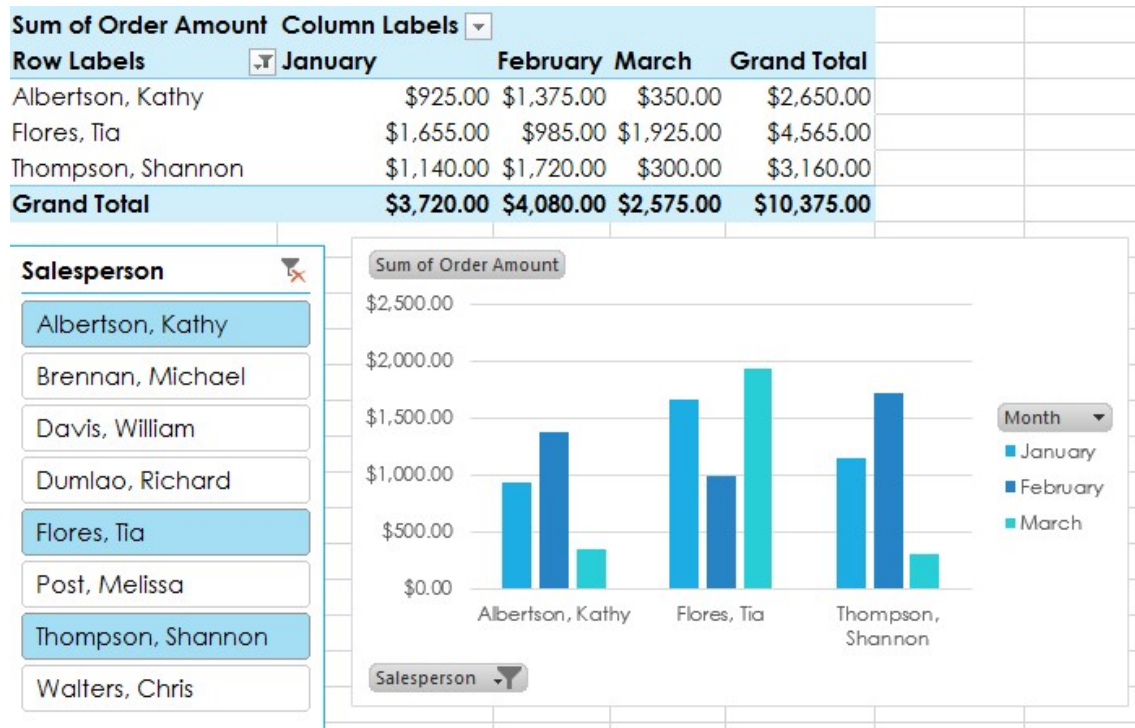 Sum of Order Amount Column Labels
Row Labels January February March Grand Total
Albertson, Kathy $925.00 $1,375.00 $350.00 $2,650.00
Flores, Tia $1,655.00 $985.00 $1,925.00 $4,565.00
Thompson, Shannon $1,140.00 $1,720.00 $300.00 $3,160.00
Grand Total $3,720.00 $4,080.00 $2,575.00 $10,375.00
Salesperson
Albertson, Kathy
Brennan, Michael
Davis, William
Dumlao, Richard
Flores, Tia
Post, Melissa
Thompson, Shannon
Walters, Chris
Sum of Order Amount
$2,500.00
$2,000.00
$1,500.00
$1,000.00
$500.00
$0.00
Albertson, Kathy Flores, Tia Thompson,
Shannon
Month
January
February
March
Salesperson